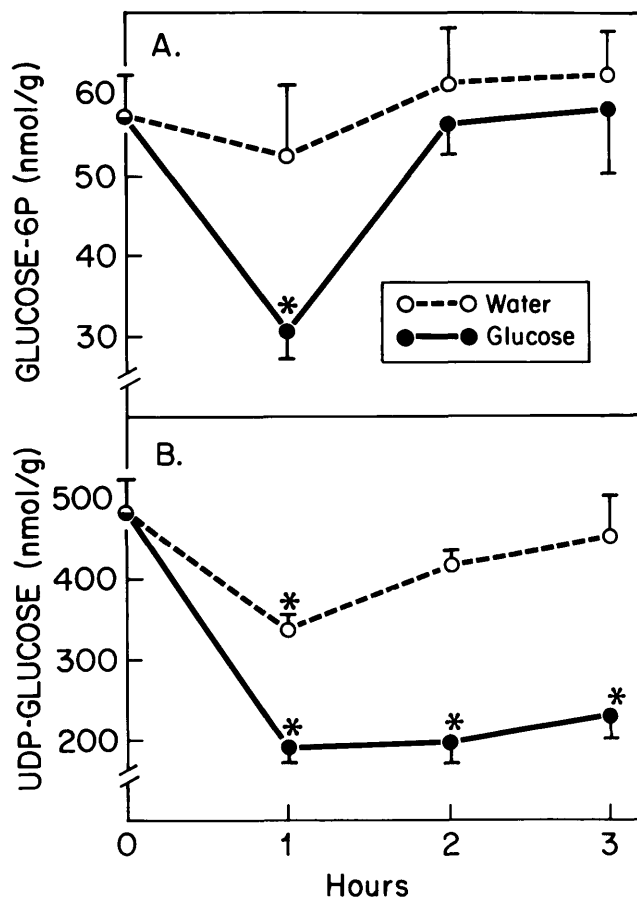 A.
GLUCOSE-6P (nmol/g)
60
50
40
30
*
Water
Glucose
B.
UDP-GLUCOSE (nmol/g)
500
400
300
200
*
* * *
0 1 2 3
Hours